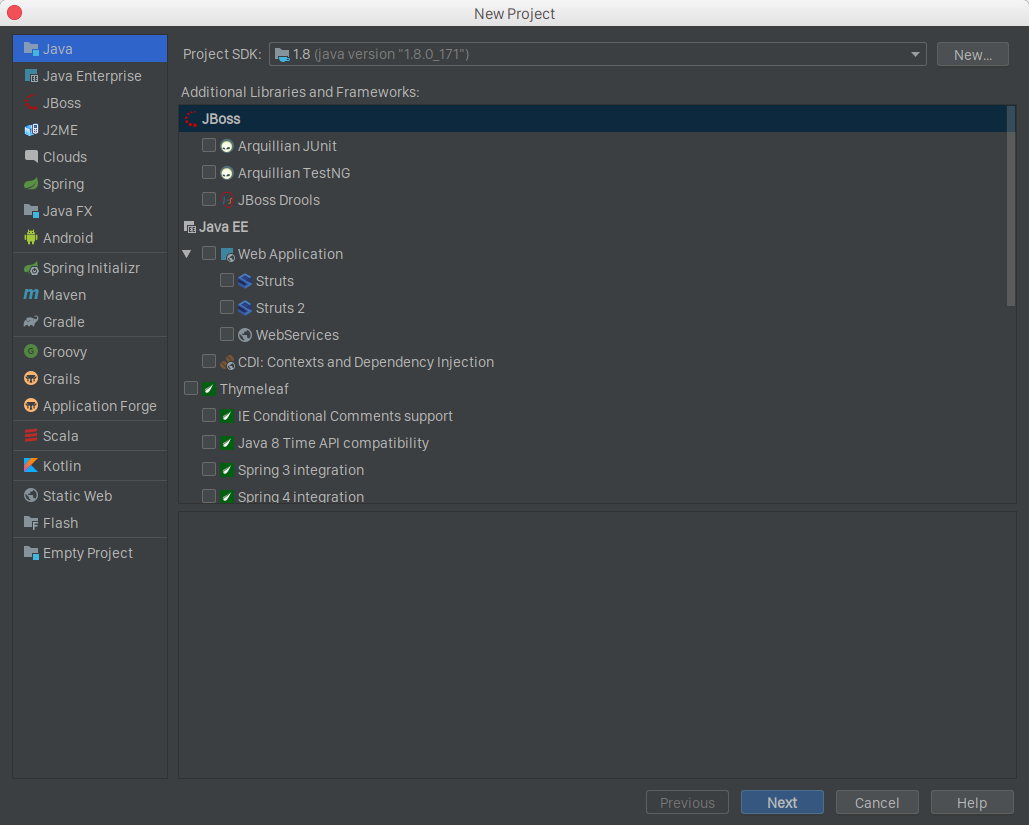 New Project
Java
Java Enterprise
JBoss
J2ME
Clouds
Spring
Java FX
Android
Spring Initializr
Maven
Gradle
Groovy
Grails
Application Forge
Scala
Kotlin
Static Web
Flash
Empty Project
Project SDK: 1.8 (java version "1.8.0_171") New...
Additional Libraries and Frameworks:
JBoss
Arquillian JUnit
Arquillian TestNG
JBoss Drools
Java EE
Web Application
Struts
Struts 2
WebServices
CDI: Contexts and Dependency Injection
Thymeleaf
IE Conditional Comments support
Java 8 Time API compatibility
Spring 3 integration
Spring 4 integration
Previous Next Cancel Help